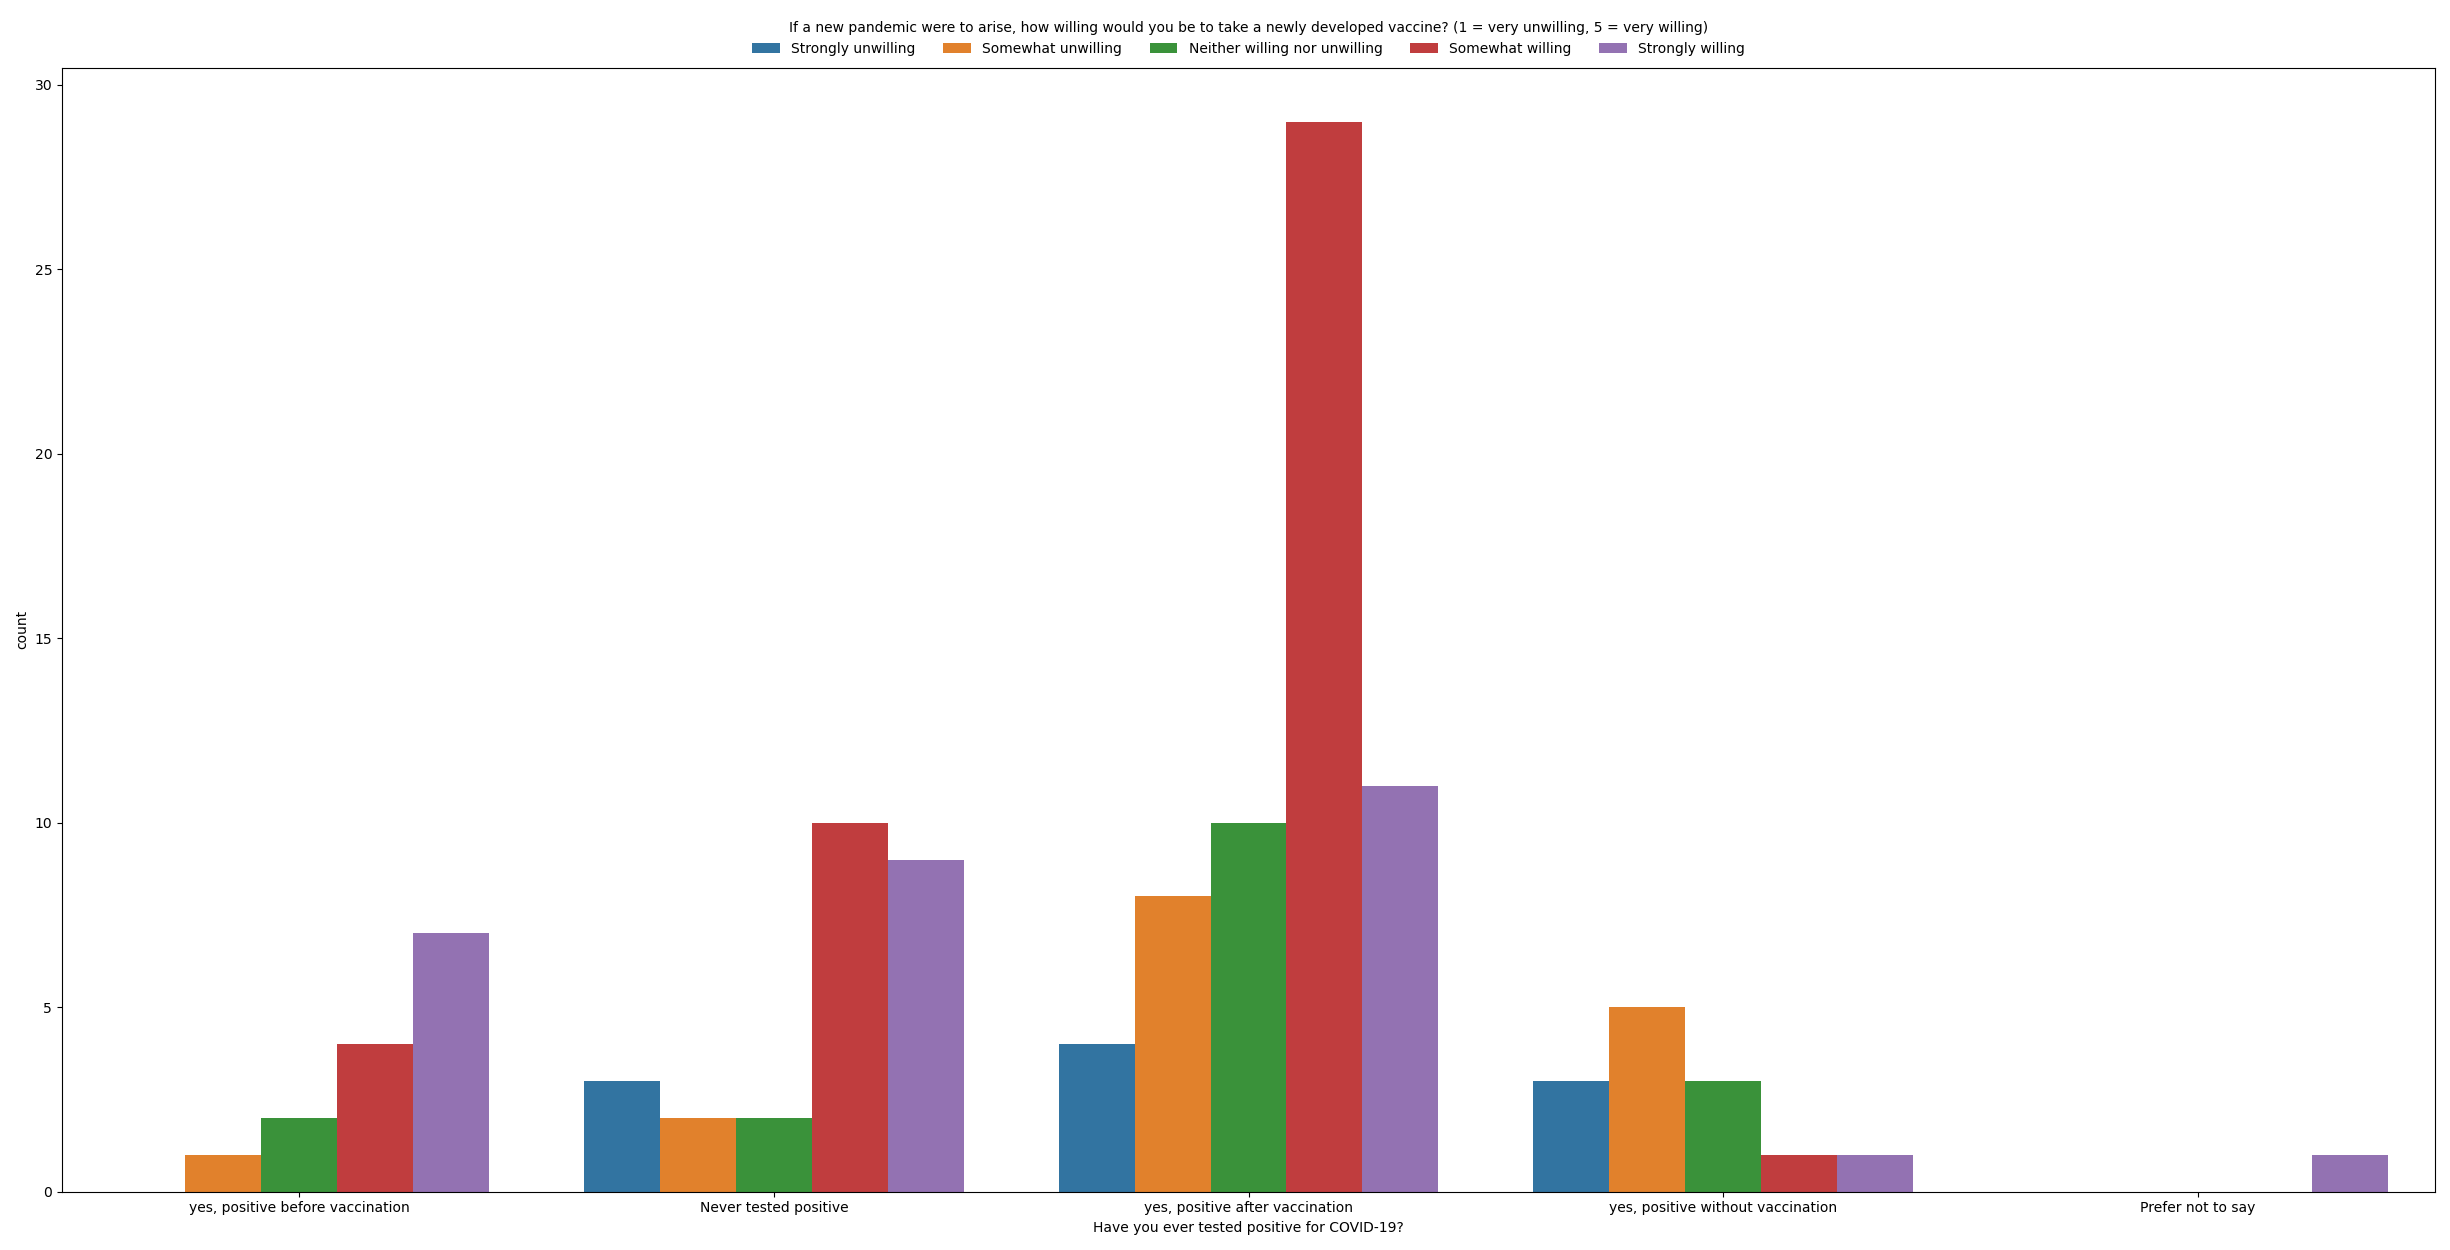 If a new pandemic were to arise, how willing would you be to take a newly developed vaccine? (1 = very unwilling, 5 = very willing)
Strongly unwilling Somewhat unwilling Neither willing nor unwilling Somewhat willing Strongly willing
30
25
20
15
10
5
0
count
yes, positive before vaccination Never tested positive yes, positive after vaccination yes, positive without vaccination Prefer not to say
Have you ever tested positive for COVID-19?